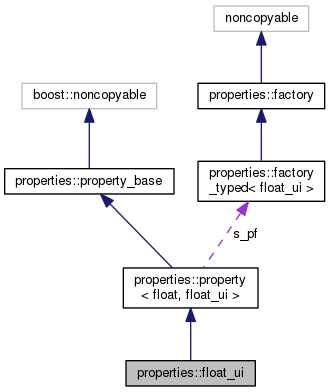 noncopyable
boost::noncopyable
properties::factory
properties::property_base
properties::factory
_typed< float_ui >
s_pf
properties::property
< float, float_ui >
properties::float_ui